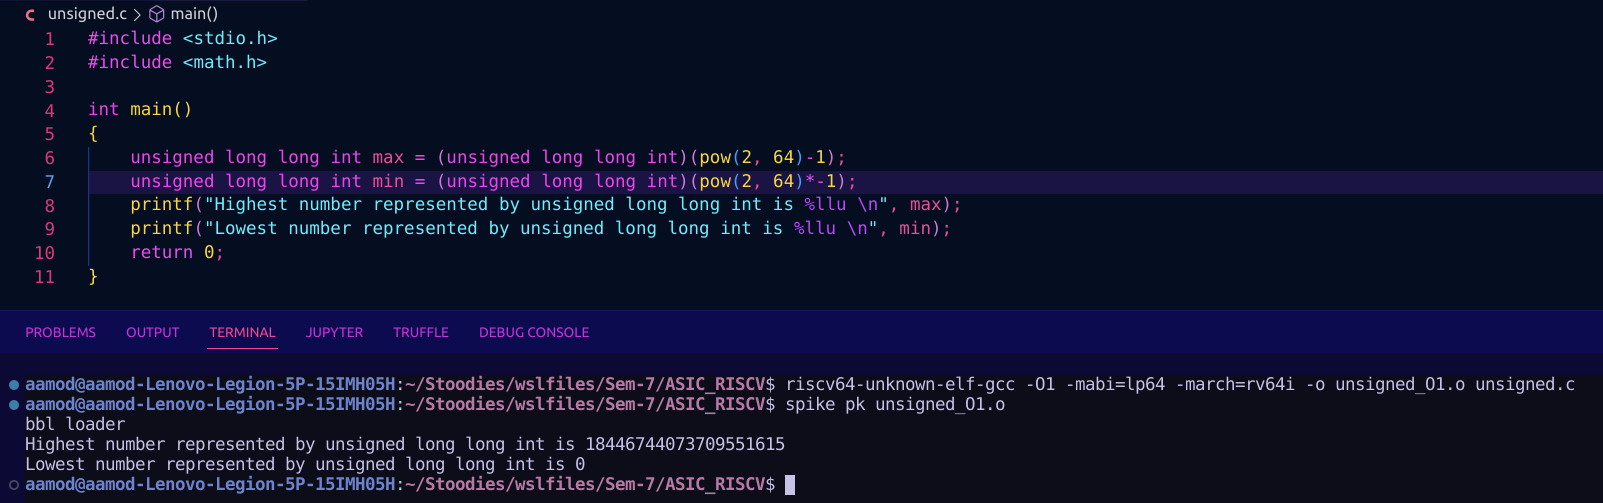 unsigned.c > main()
1 #include <stdio.h>
2 #include <math.h>
3
4 int main()
5 {
6 unsigned long long int max = (unsigned long long int)(pow(2, 64)-1);
7 unsigned long long int min = (unsigned long long int)(pow(2, 64)*-1);
8 printf("Highest number represented by unsigned long long int is %llu \n", max);
9 printf("Lowest number represented by unsigned long long int is %llu \n", min);
10 return 0;
11 }
PROBLEMS OUTPUT TERMINAL JUPYTER TRUFFLE DEBUG CONSOLE
aamod@aamod-Lenovo-Legion-5P-15IMH05H:~/Stoodies/wslfiles/Sem-7/ASIC_RISCV$ riscv64-unknown-elf-gcc -O1 -mabi=lp64 -march=rv64i -o unsigned_O1.o unsigned.c
aamod@aamod-Lenovo-Legion-5P-15IMH05H:~/Stoodies/wslfiles/Sem-7/ASIC_RISCV$ spike pk unsigned_O1.o
bbl loader
Highest number represented by unsigned long long int is 18446744073709551615
Lowest number represented by unsigned long long int is 0
aamod@aamod-Lenovo-Legion-5P-15IMH05H:~/Stoodies/wslfiles/Sem-7/ASIC_RISCV$